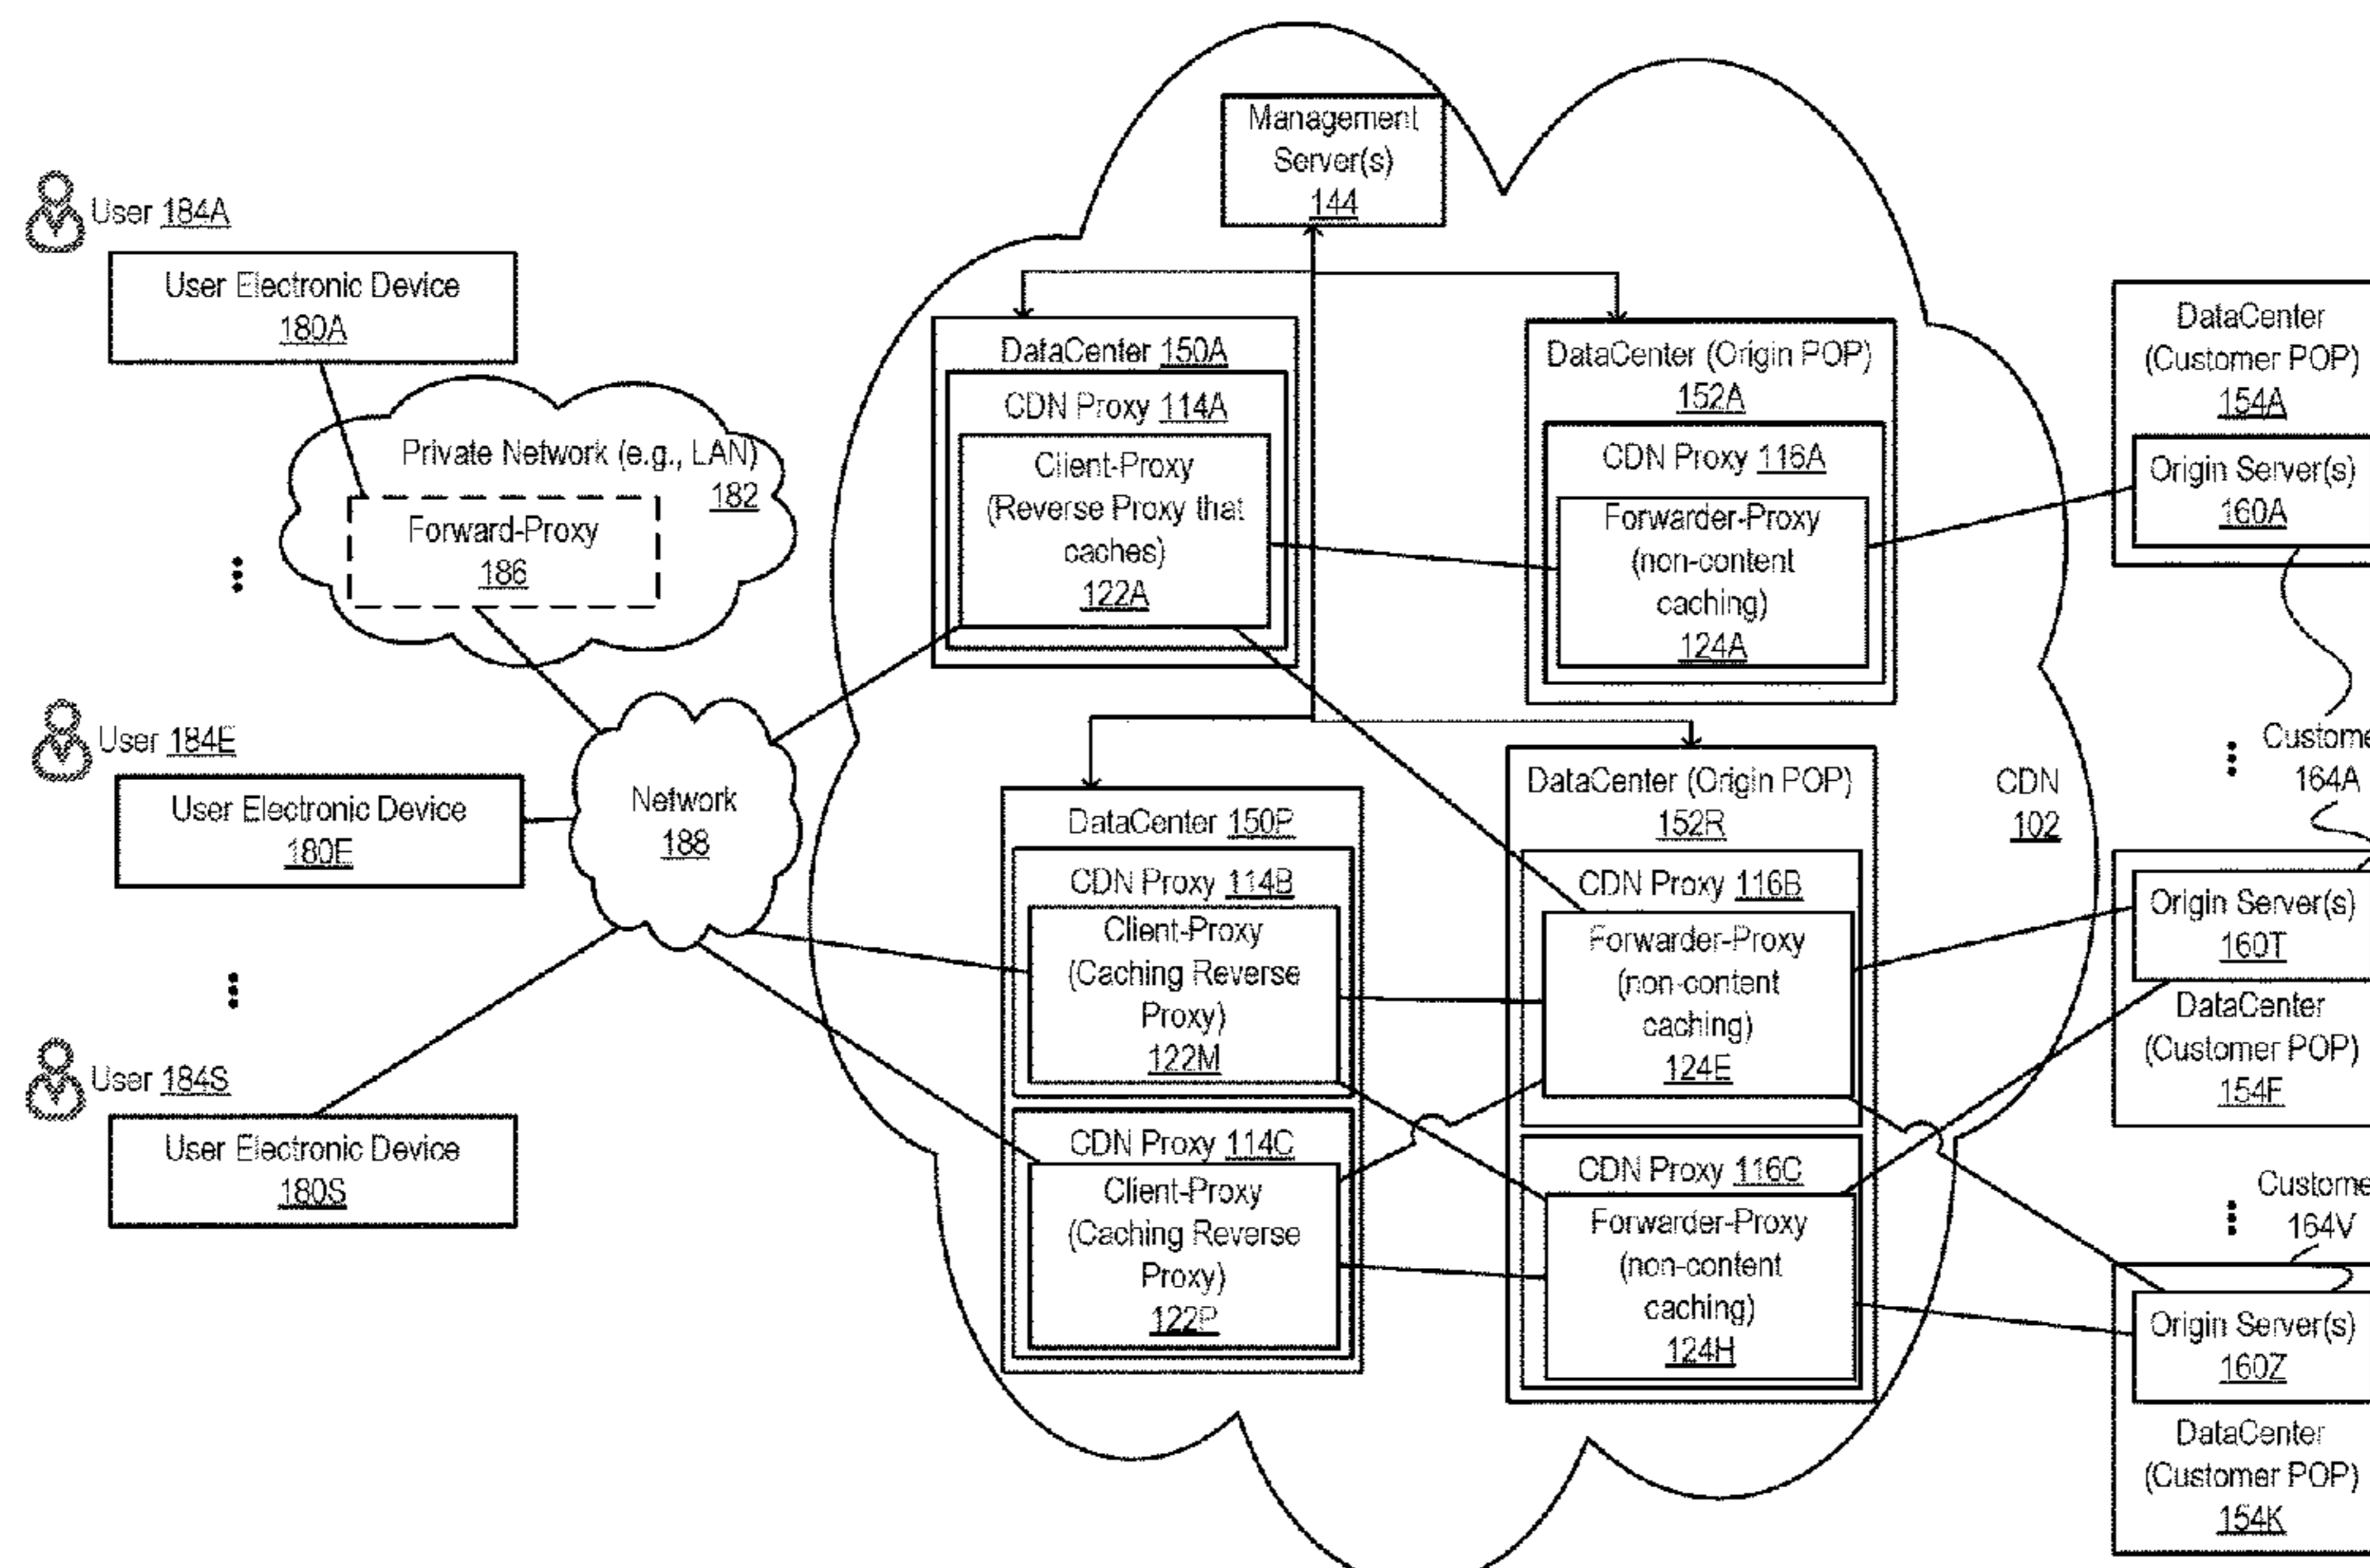 Management
Server(s)
144
User 184A
User Electronic Device
180A
Private Network (e.g., LAN)
182
Forward-Proxy
186
User 184E
User Electronic Device
180E
Network
188
User 184S
User Electronic Device
180S
DataCenter 150A
CDN Proxy 114A
Client-Proxy
(Reverse Proxy that
caches)
122A
DataCenter (Origin POP)
152A
CDN Proxy 116A
Forwarder-Proxy
(non-content
caching)
124A
DataCenter 150P
CDN Proxy 114B
Client-Proxy
(Caching Reverse
Proxy)
122M
CDN Proxy 114C
Client-Proxy
(Caching Reverse
Proxy)
122P
DataCenter (Origin POP)
152R
CDN Proxy 116B
Forwarder-Proxy
(non-content
caching)
124E
CDN Proxy 116C
Forwarder-Proxy
(non-content
caching)
124H
CDN
102
DataCenter
(Customer POP)
154A
Origin Server(s)
160A
Custome
164A
Origin Server(s)
160T
DataCenter
(Customer POP)
154F
Custome
164V
Origin Server(s)
160Z
DataCenter
(Customer POP)
154K